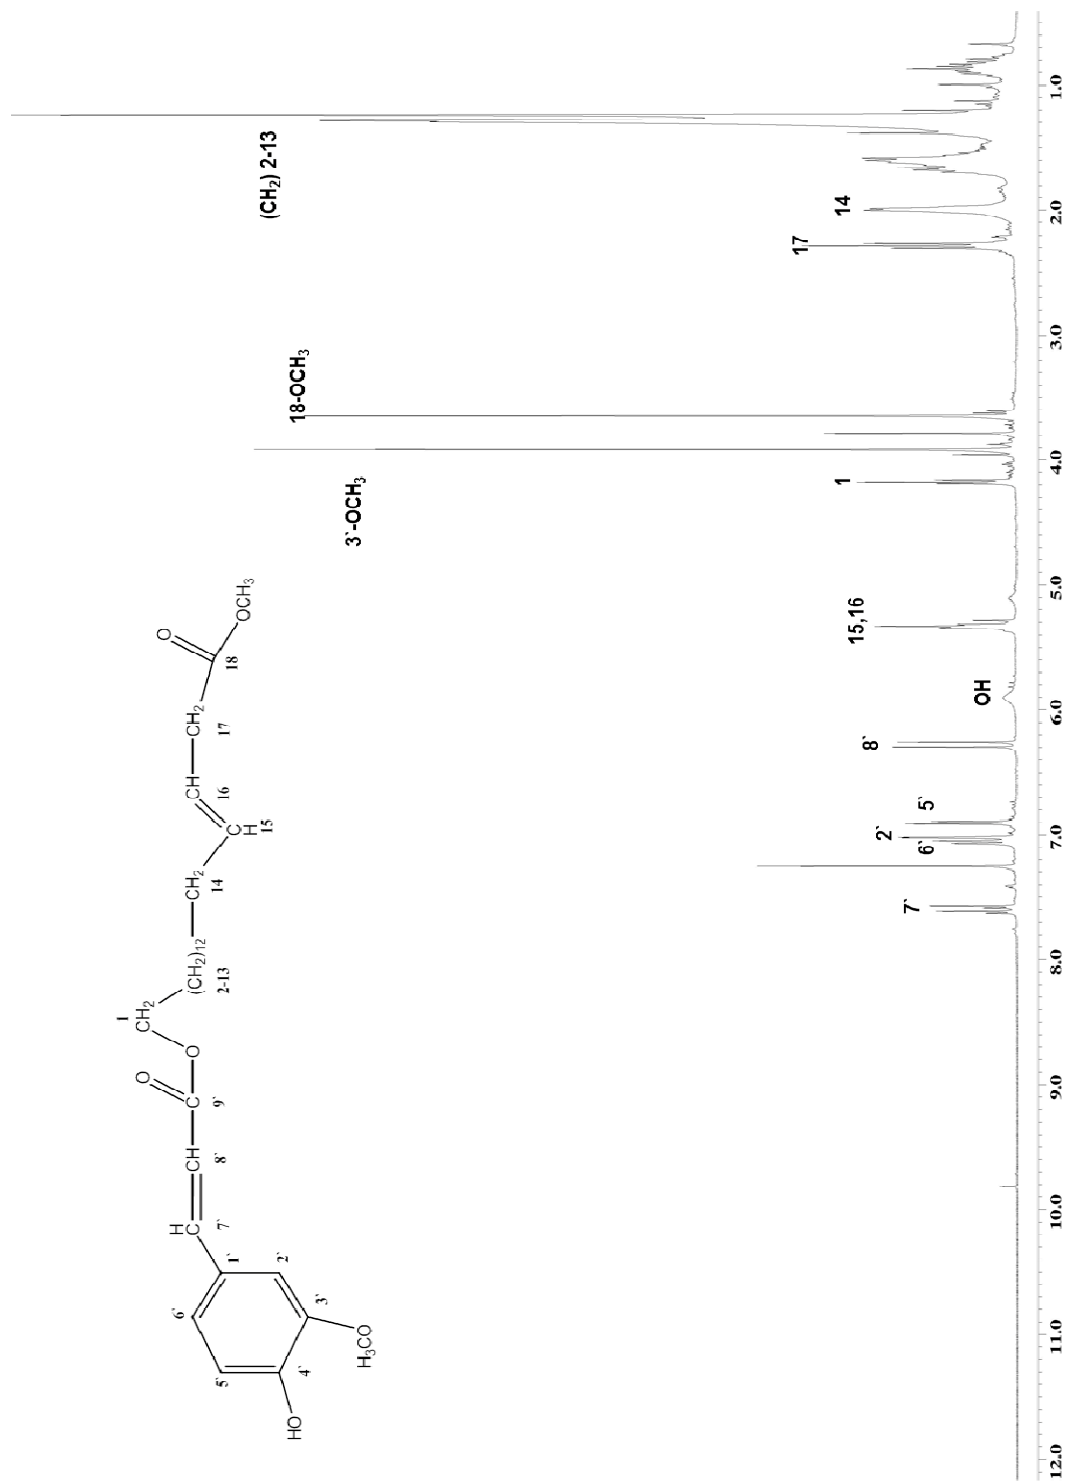 (CH₂) 2-13
14
17
18-OCH₃
3`-OCH₃
1
15,16
OH
8`
5`
2`
6`
7`
HO
H₃CO
4`
3`
2`
5`
6`
1`
H
C
7`
CH
8`
C
9`
O
O
1
CH₂
(CH₂)₁₂
2-13
CH₂
14
C
H
15
CH
16
CH₂
17
18
O
OCH₃
12.0 11.0 10.0 9.0 8.0 7.0 6.0 5.0 4.0 3.0 2.0 1.0